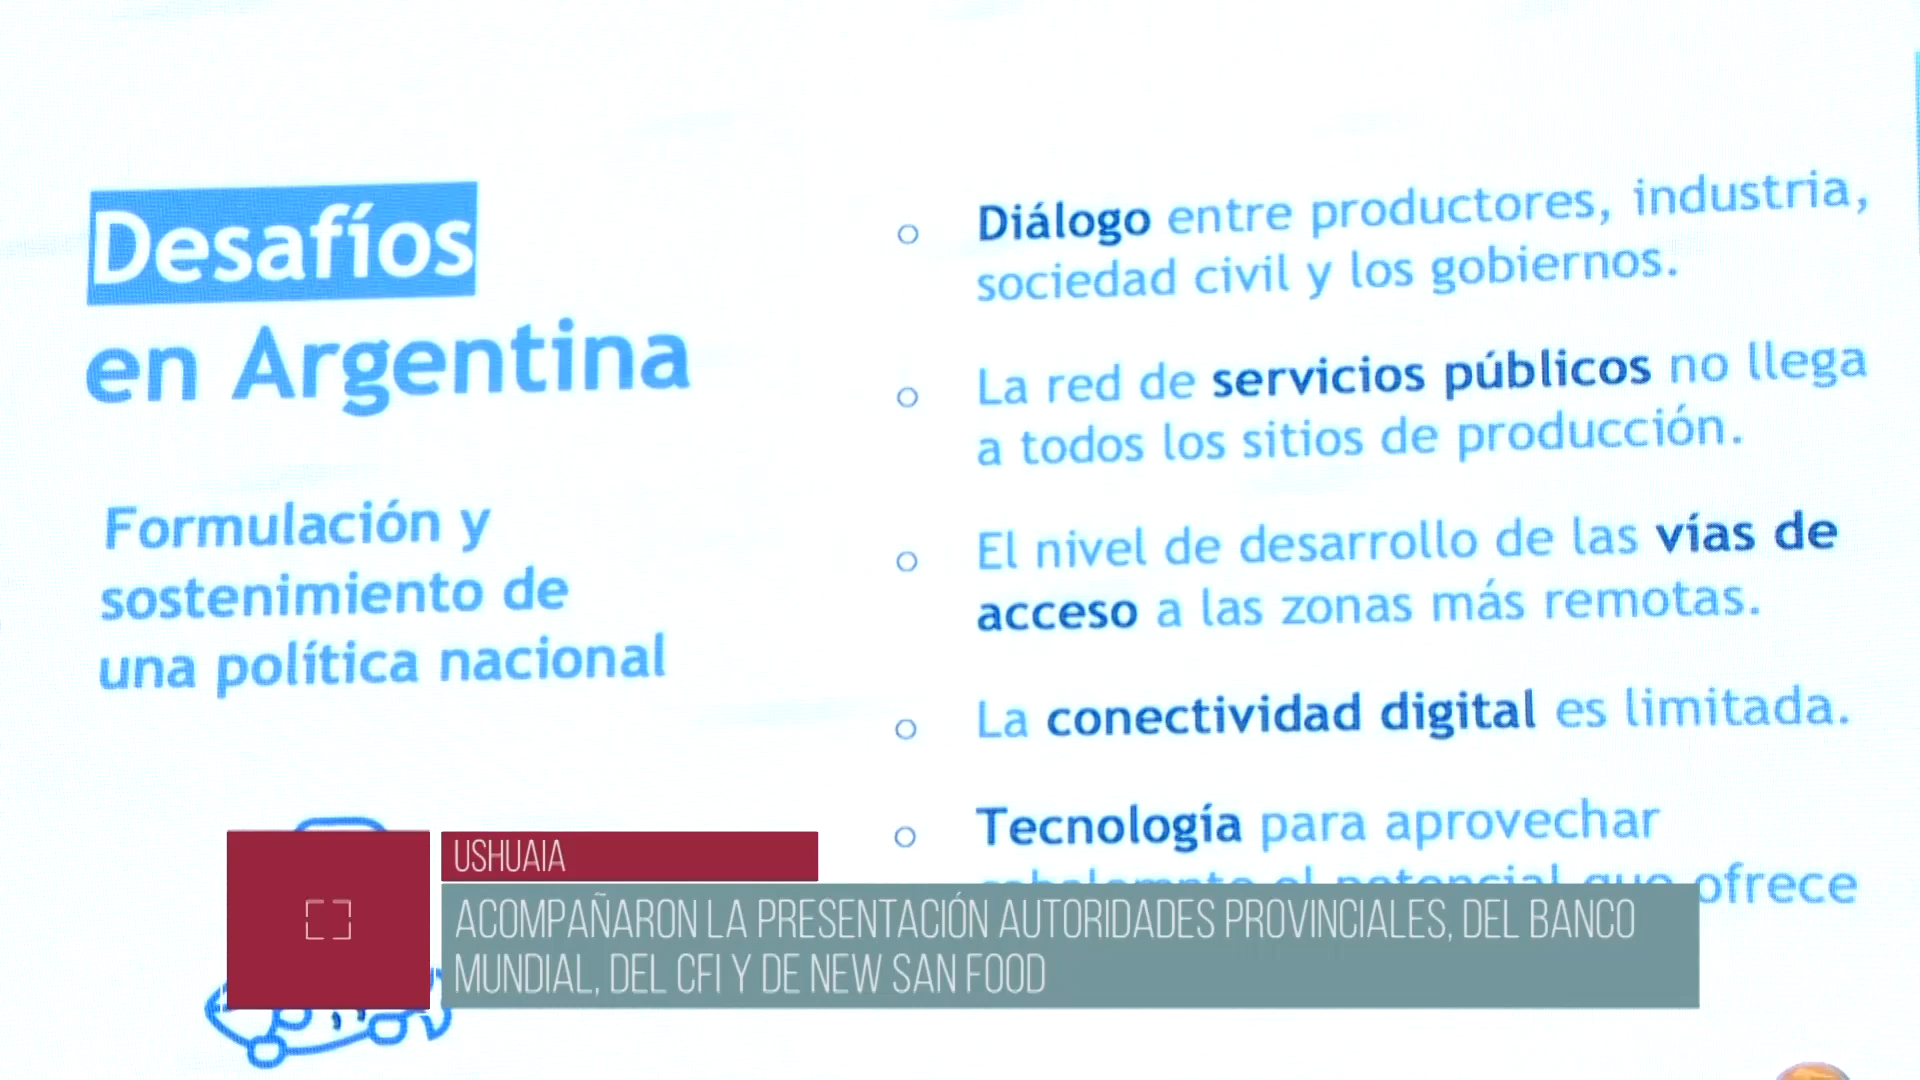 Desafíos
en Argentina
Formulación y
sostenimiento de
una política nacional
Diálogo entre productores, industria,
sociedad civil y los gobiernos.
La red de servicios públicos no llega
a todos los sitios de producción.
El nivel de desarrollo de las vías de
acceso a las zonas más remotas.
La conectividad digital es limitada.
Tecnología para aprovechar
el potencial que ofrece
USHUAIA
ACOMPAÑARON LA PRESENTACIÓN AUTORIDADES PROVINCIALES, DEL BANCO
MUNDIAL, DEL CFI Y DE NEW SAN FOOD